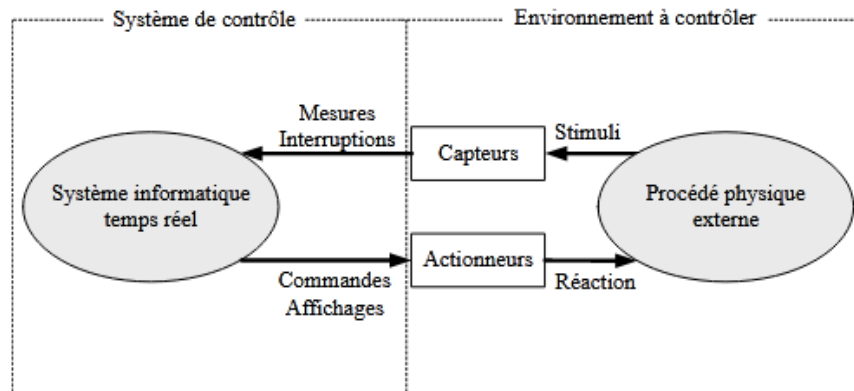 Système de contrôle
Environnement à contrôler
Mesures
Interruptions
Capteurs
Stimuli
Système informatique
temps réel
Procédé physique
externe
Actionneurs
Commandes
Affichages
Réaction